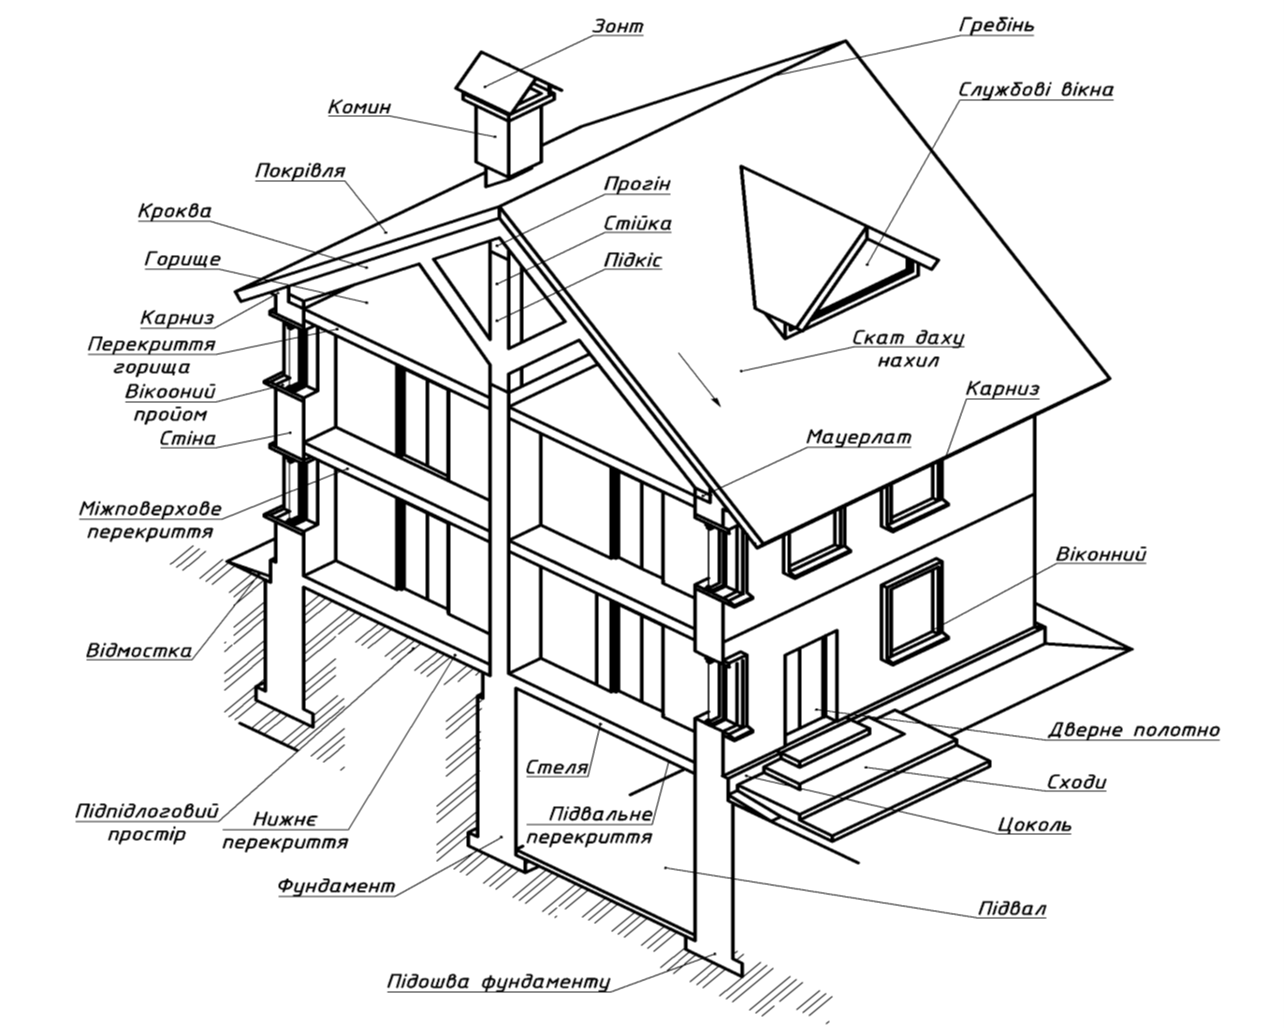 Зонт
Гребінь
Службові вікна
Комин
Покрівля
Прогін
Кроква
Стійка
Горище
Підкіс
Карниз
Перекриття
горища
Скат даху
нахил
Вікооний
пройом
Карниз
Стіна
Мауерлат
Міжповерхове
перекриття
Віконний
Відмостка
Дверне полотно
Стеля
Сходи
Підпідлоговий
простір
Нижнє
перекриття
Підвальне
перекриття
Цоколь
Фундамент
Підвал
Підошва фундаменту